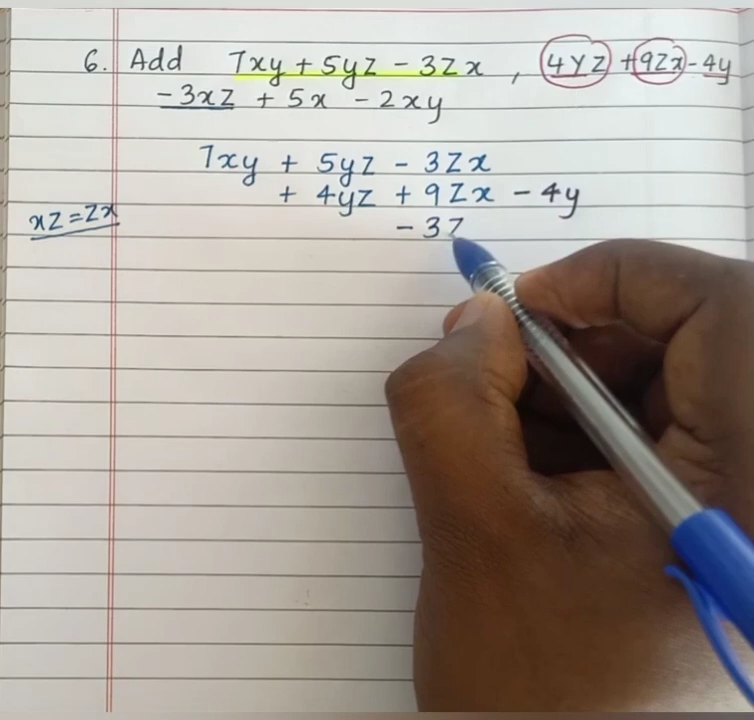 6. Add 7xy + 5yz - 3zx , 4yz + 9zx - 4y
- 3xz + 5x - 2xy
7xy + 5yz - 3zx
+ 4yz + 9zx - 4y
xz = zx
- 3z